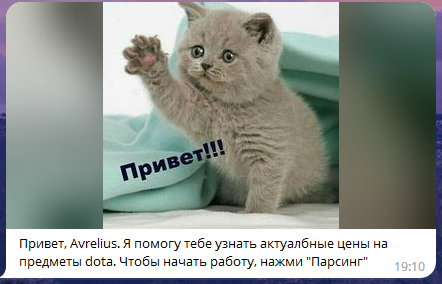 Привет!!!
Привет, Avrelius. Я помогу тебе узнать актуалбные цены на
предметы dota. Чтобы начать работу, нажми "Парсинг"
19:10